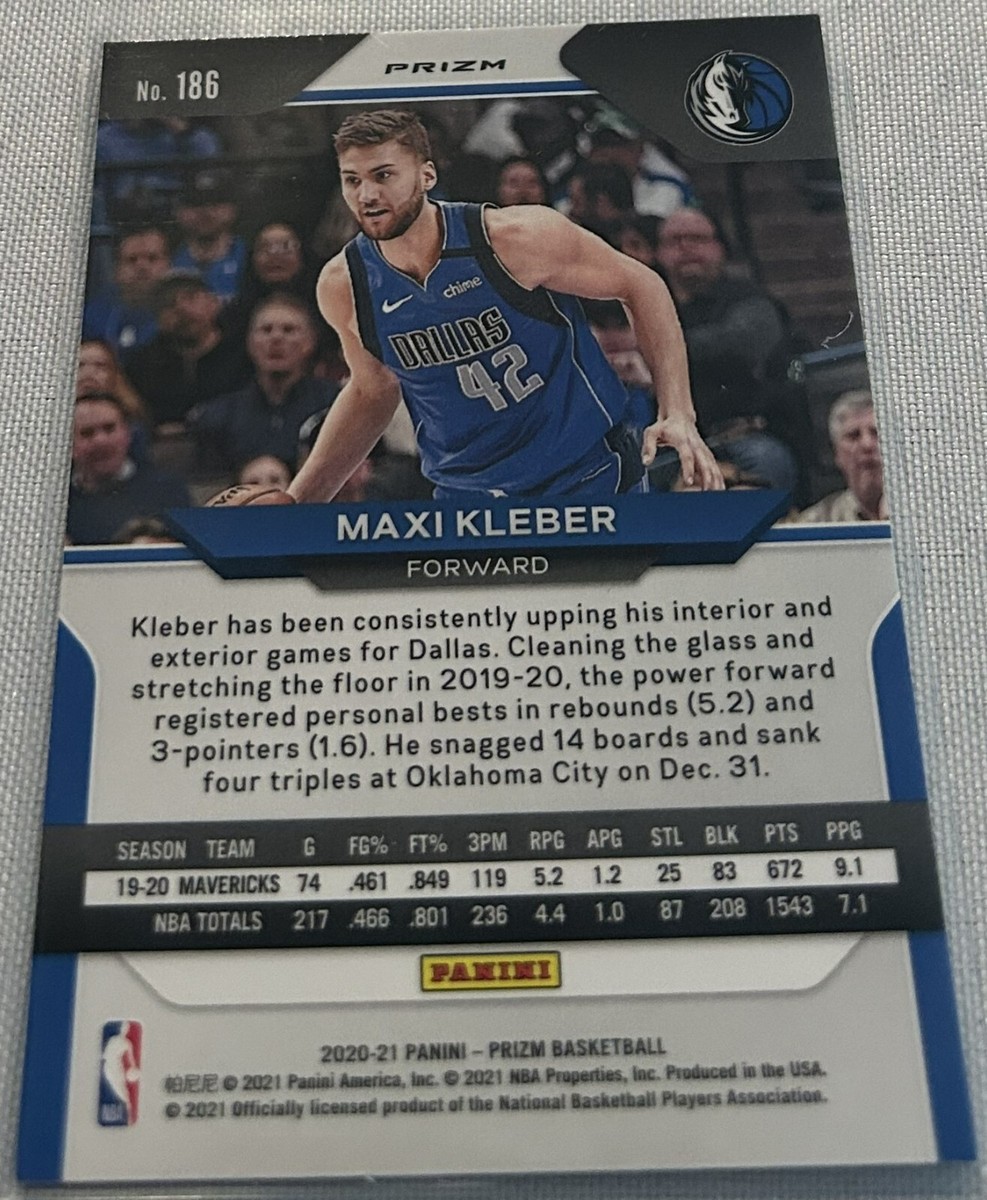 No. 186
PRIZM
chime
DALLAS
42
MAXI KLEBER
FORWARD
Kleber has been consistently upping his interior and
exterior games for Dallas. Cleaning the glass and
stretching the floor in 2019-20, the power forward
registered personal bests in rebounds (5.2) and
3-pointers (1.6). He snagged 14 boards and sank
four triples at Oklahoma City on Dec. 31.
SEASON TEAM G FG% FT% 3PM RPG APG STL BLK PTS PPG
19-20 MAVERICKS 74 .461 .849 119 5.2 1.2 25 83 672 9.1
NBA TOTALS 217 .466 .801 236 4.4 1.0 87 208 1543 7.1
PANINI
2020-21 PANINI – PRIZM BASKETBALL
帕尼尼 © 2021 Panini America, Inc. © 2021 NBA Properties, Inc. Produced in the USA.
© 2021 Officially licensed product of the National Basketball Players Association.
NBA